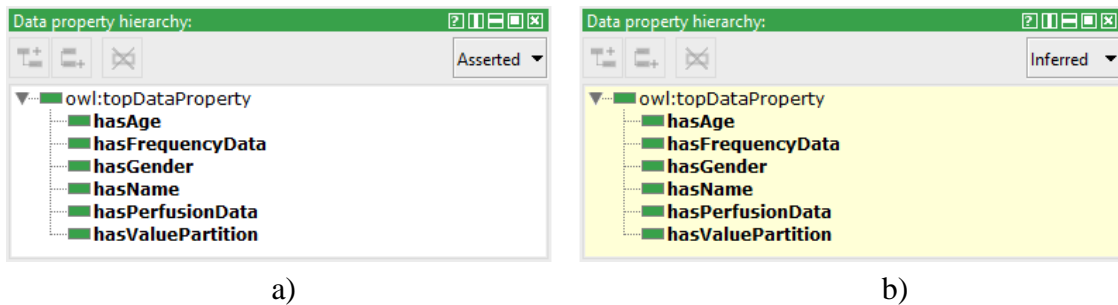 Data property hierarchy:
Asserted
owl:topDataProperty
hasAge
hasFrequencyData
hasGender
hasName
hasPerfusionData
hasValuePartition
a)
Data property hierarchy:
Inferred
owl:topDataProperty
hasAge
hasFrequencyData
hasGender
hasName
hasPerfusionData
hasValuePartition
b)